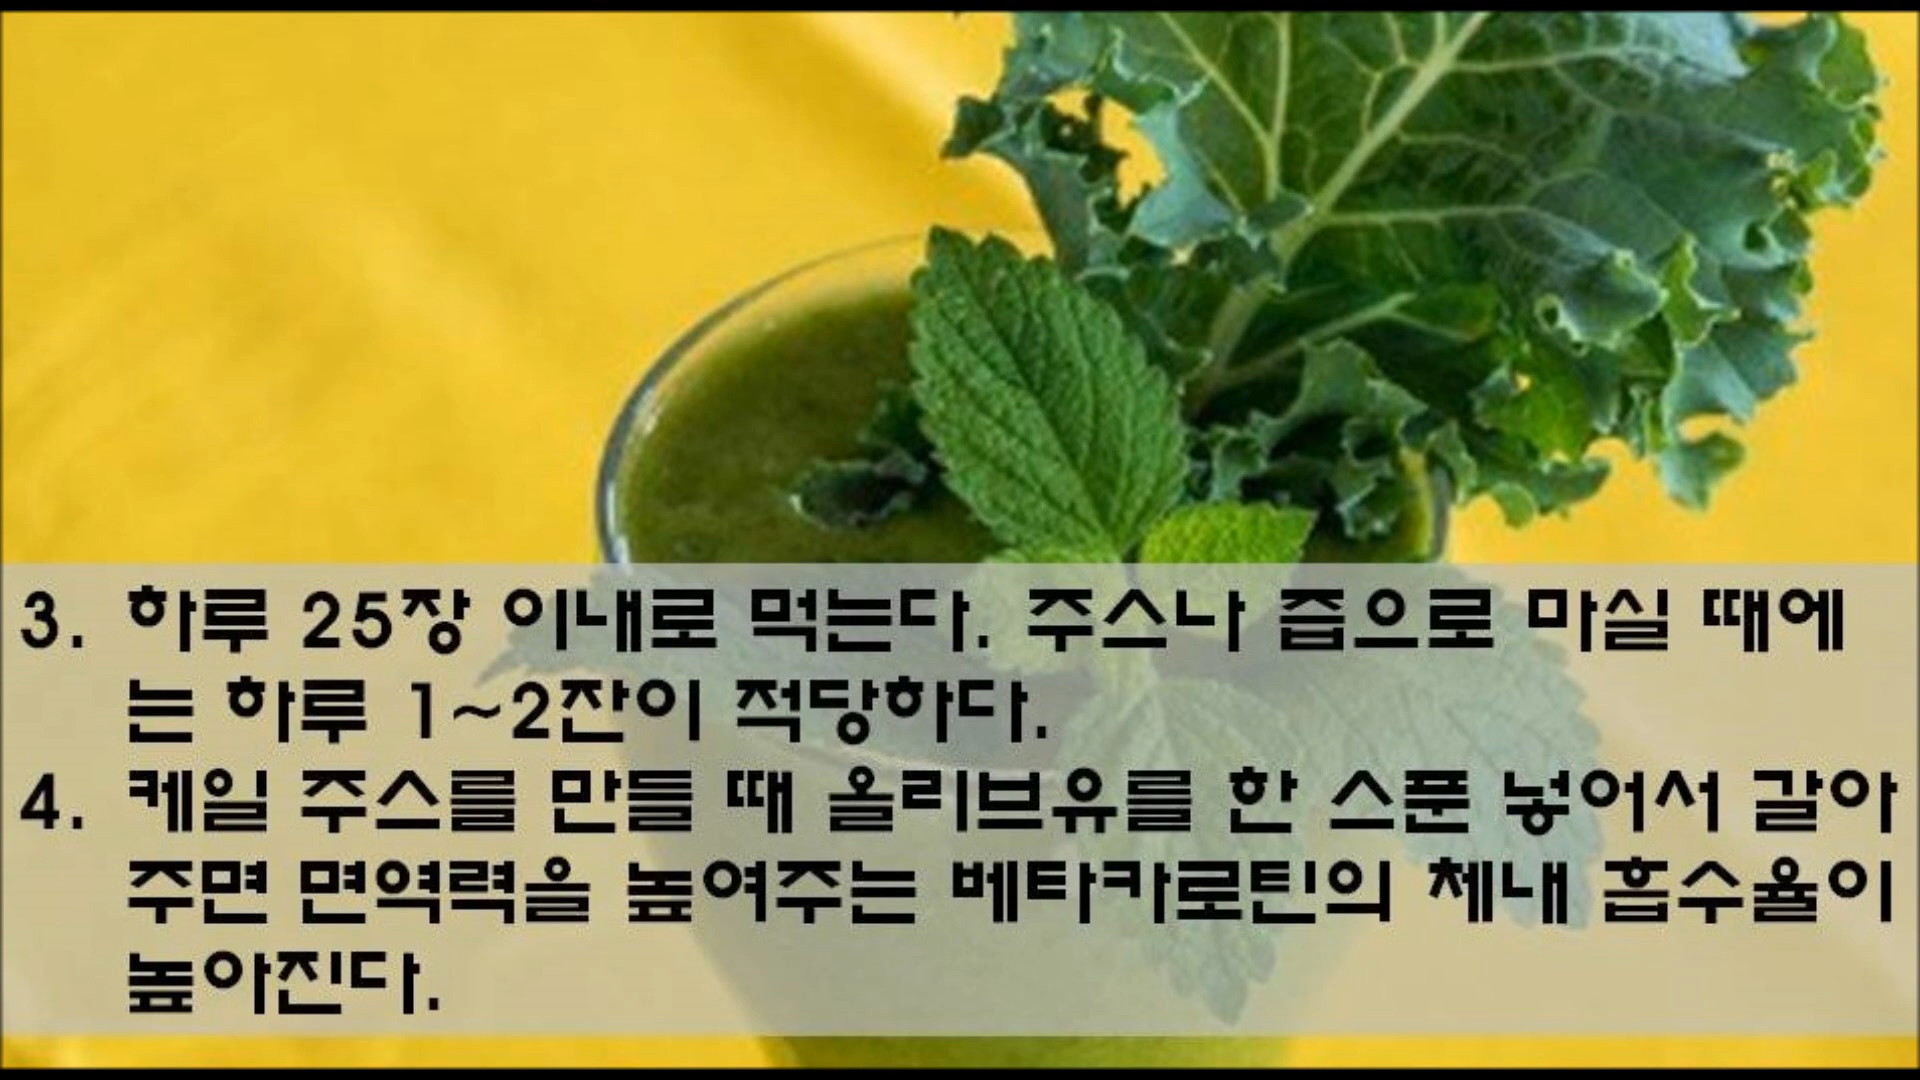 3. 하루 25장 이내로 먹는다. 주스나 즙으로 마실 때에
는 하루 1~2잔이 적당하다.
4. 케일 주스를 만들 때 올리브유를 한 스푼 넣어서 갈아
주면 면역력을 높여주는 베타카로틴의 체내 흡수율이
높아진다.